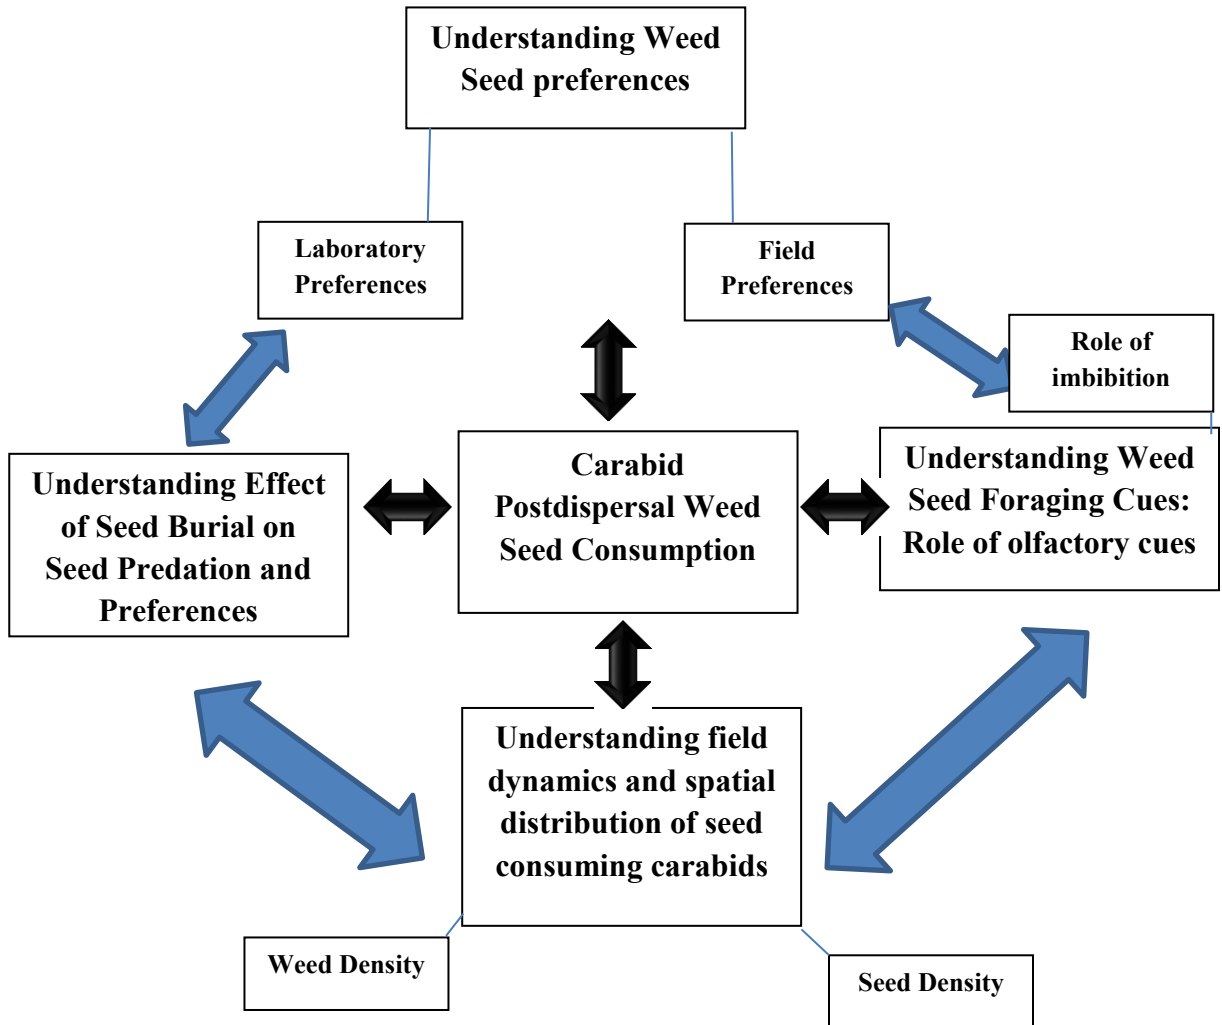 Understanding Weed
Seed preferences
Laboratory
Preferences
Field
Preferences
Role of
imbibition
Understanding Effect
of Seed Burial on
Seed Predation and
Preferences
Carabid
Postdispersal Weed
Seed Consumption
Understanding Weed
Seed Foraging Cues:
Role of olfactory cues
Understanding field
dynamics and spatial
distribution of seed
consuming carabids
Weed Density
Seed Density